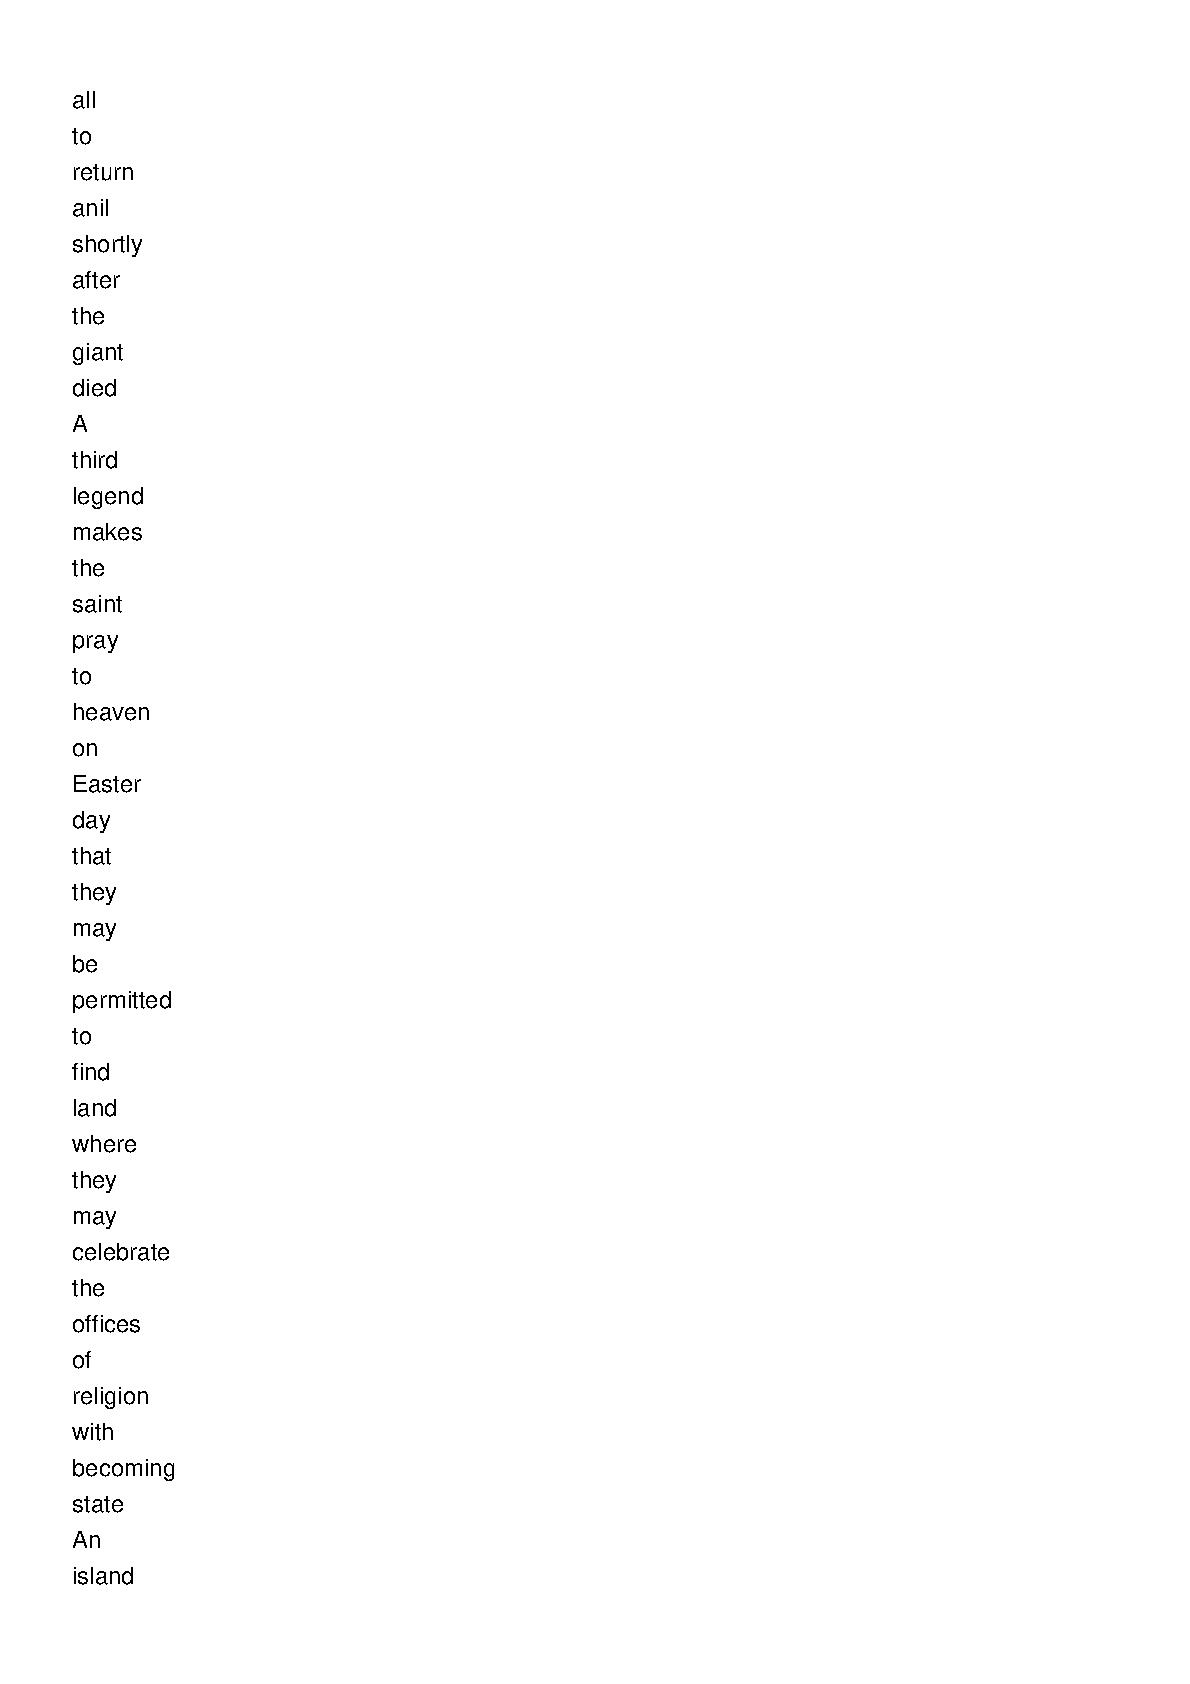 all
to
return
anil
shortly
after
the
giant
died
A
third
legend
makes
the
saint
pray
to
heaven
on
Easter
day
that
they
may
be
permitted
to
find
land
where
they
may
celebrate
the
offices
of
religion
with
becoming
state
An
island